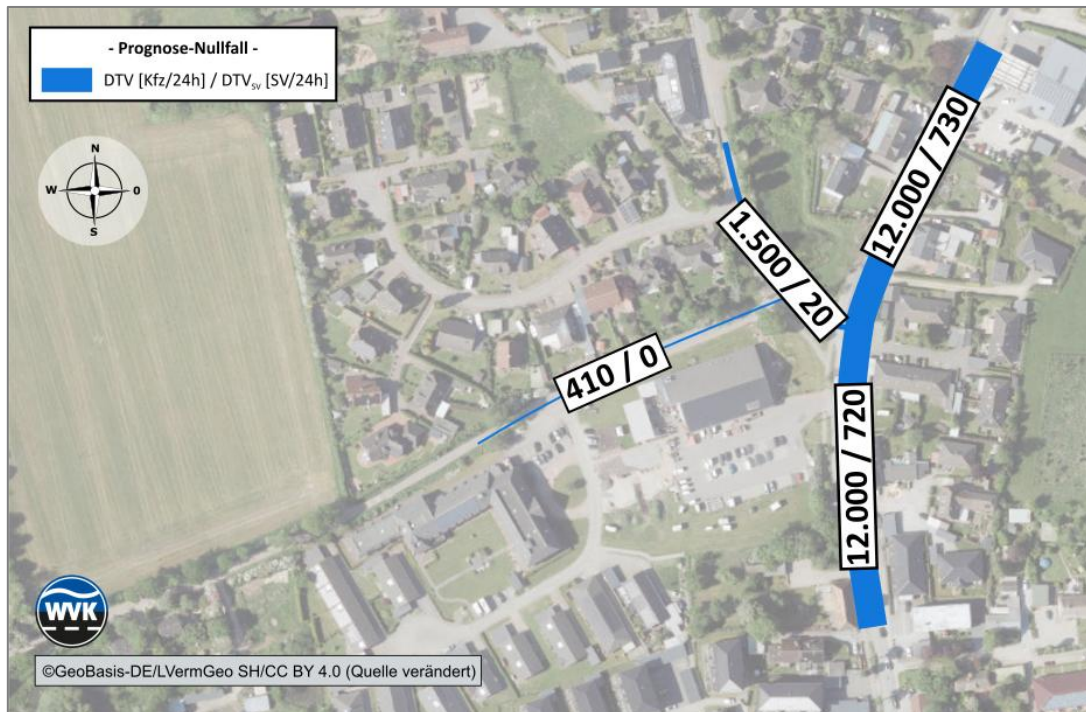 - Prognose-Nullfall -
DTV [Kfz/24h] / DTVsv [SV/24h]
N
W
O
S
12.000 / 730
1.500 / 20
410 / 0
12.000 / 720
WVK
©GeoBasis-DE/LVermGeo SH/CC BY 4.0 (Quelle verändert)